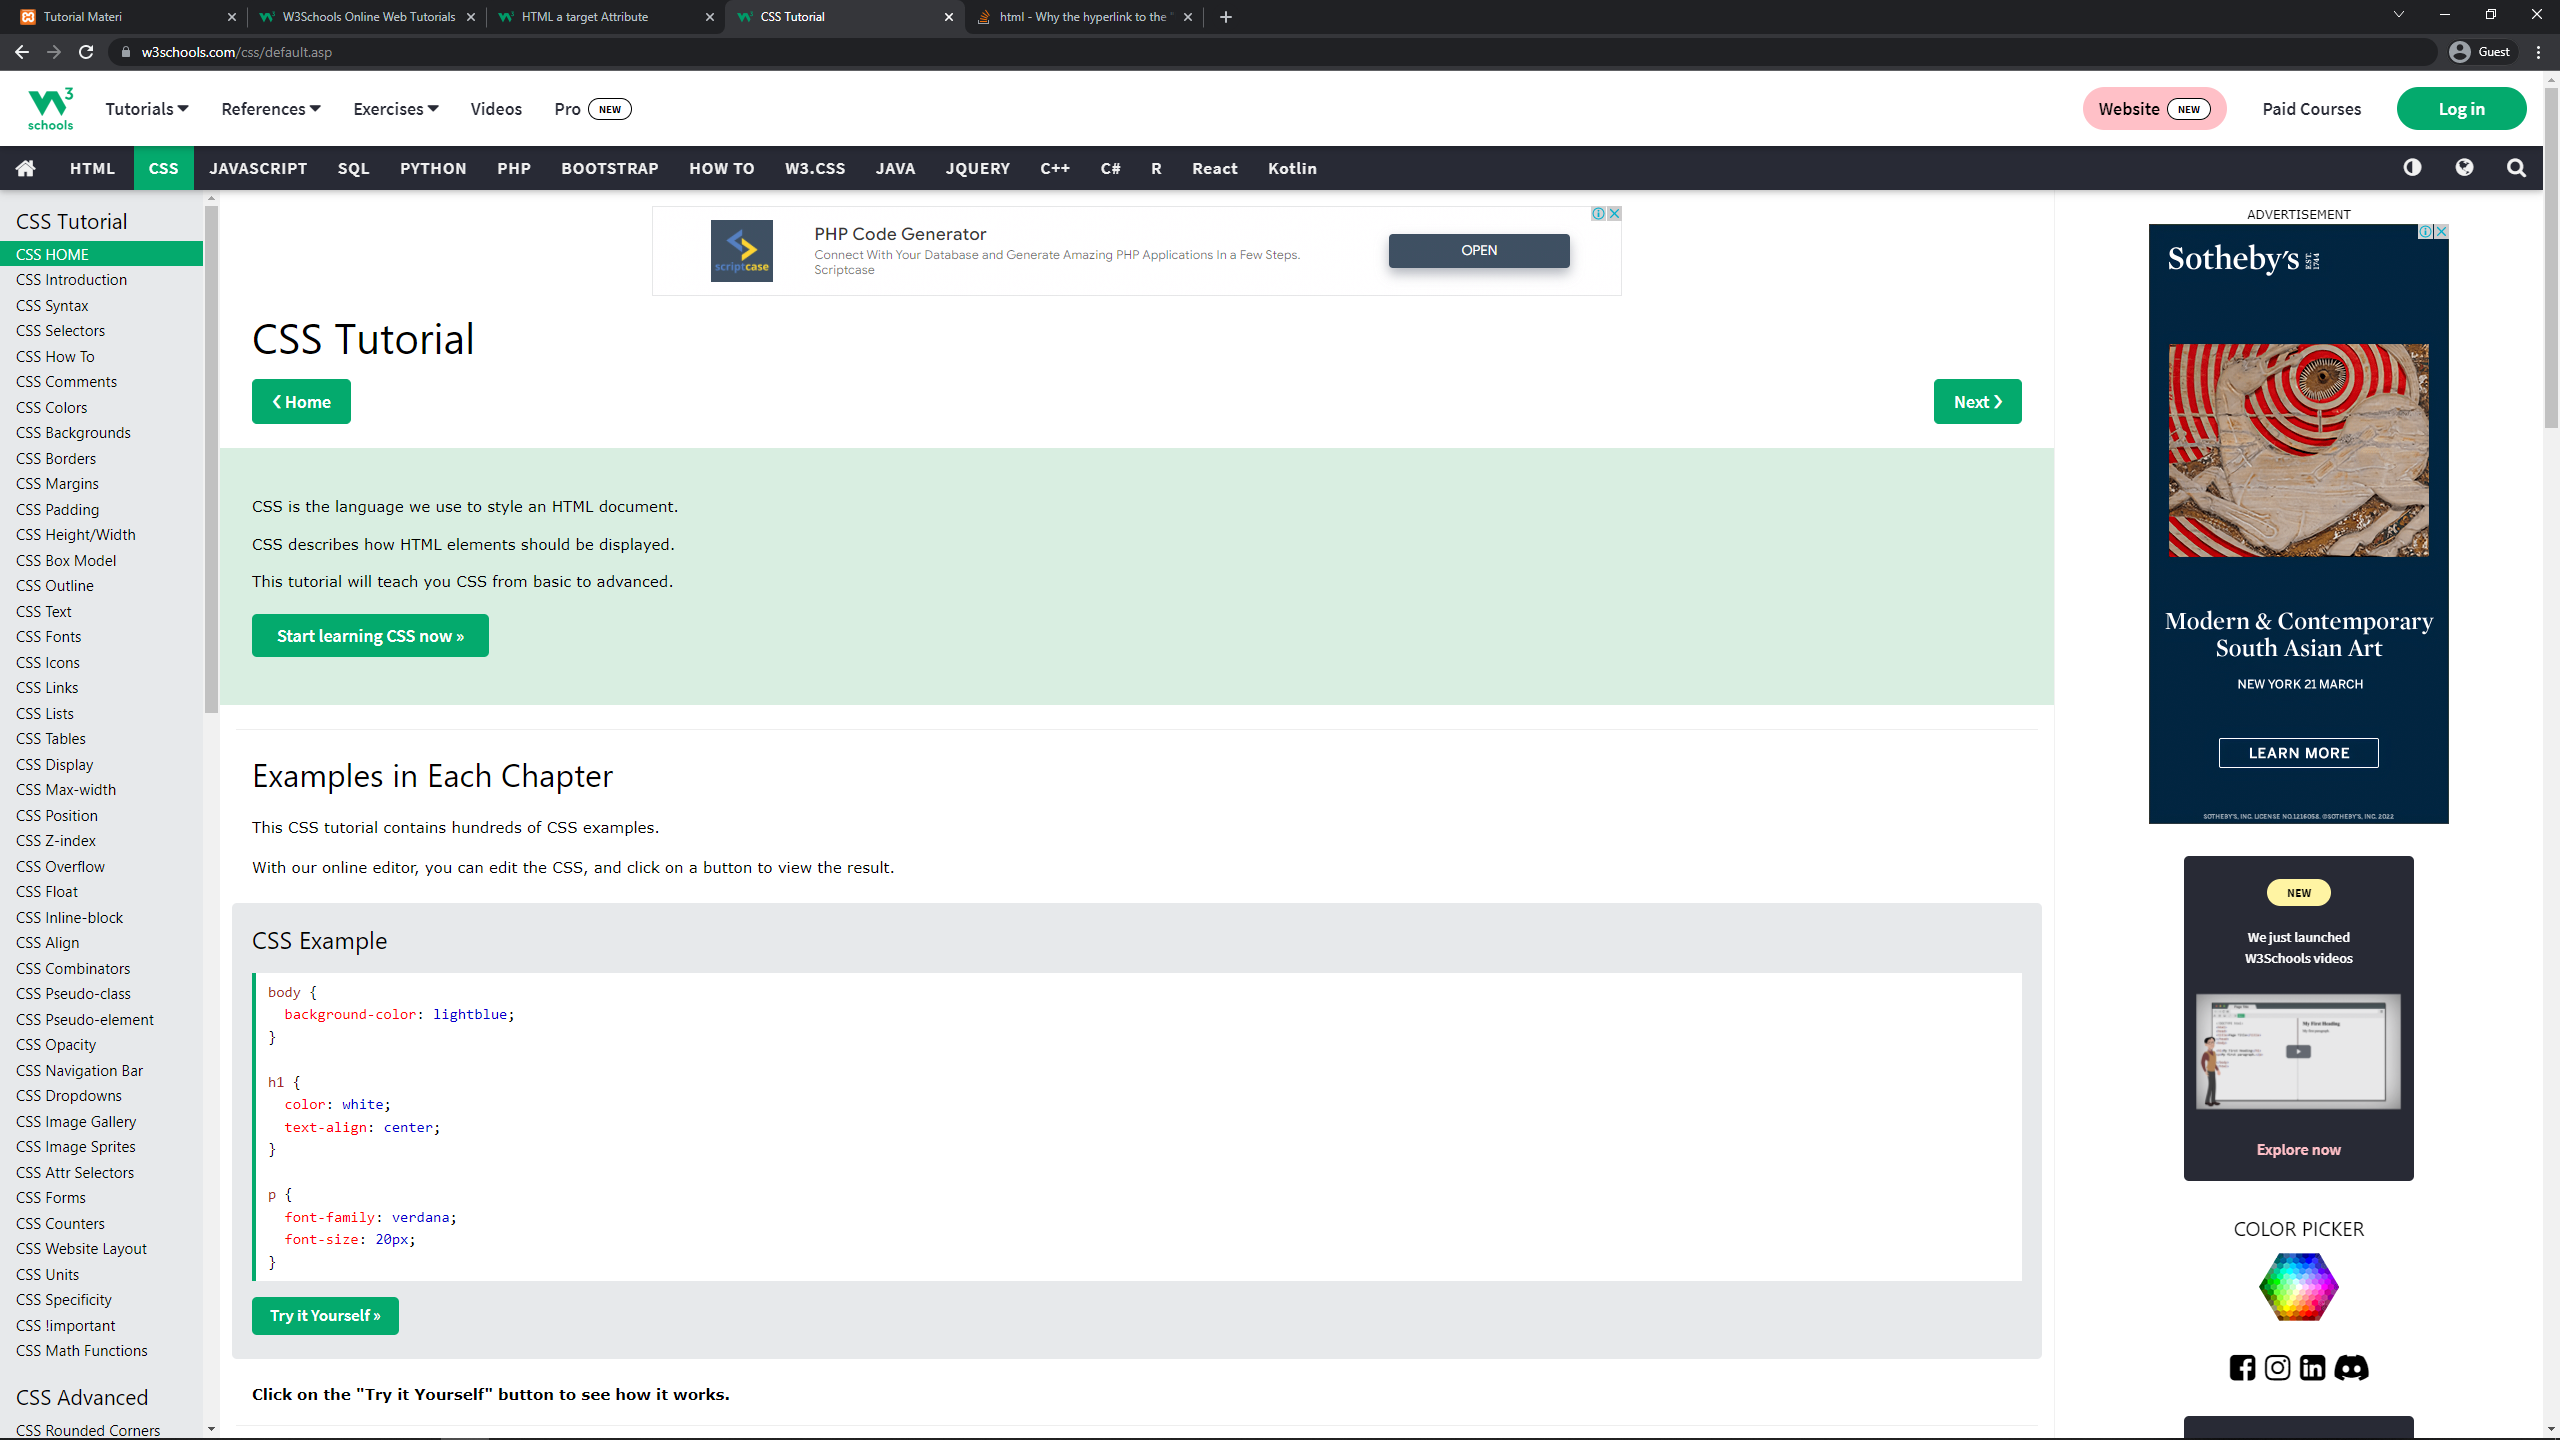 Tutorial Materi
W3Schools Online Web Tutorials
HTML a target Attribute
CSS Tutorial
html - Why the hyperlink to the
w3schools.com/css/default.asp
Guest
3
schools
Tutorials
References
Exercises
Videos
Pro NEW
Website NEW
Paid Courses
Log in
HTML
CSS
JAVASCRIPT
SQL
PYTHON
PHP
BOOTSTRAP
HOW TO
W3.CSS
JAVA
JQUERY
C++
C#
R
React
Kotlin
CSS Tutorial
CSS HOME
CSS Introduction
CSS Syntax
CSS Selectors
CSS How To
CSS Comments
CSS Colors
CSS Backgrounds
CSS Borders
CSS Margins
CSS Padding
CSS Height/Width
CSS Box Model
CSS Outline
CSS Text
CSS Fonts
CSS Icons
CSS Links
CSS Lists
CSS Tables
CSS Display
CSS Max-width
CSS Position
CSS Z-index
CSS Overflow
CSS Float
CSS Inline-block
CSS Align
CSS Combinators
CSS Pseudo-class
CSS Pseudo-element
CSS Opacity
CSS Navigation Bar
CSS Dropdowns
CSS Image Gallery
CSS Image Sprites
CSS Attr Selectors
CSS Forms
CSS Counters
CSS Website Layout
CSS Units
CSS Specificity
CSS !important
CSS Math Functions
CSS Advanced
CSS Rounded Corners
scriptcase
PHP Code Generator
Connect With Your Database and Generate Amazing PHP Applications In a Few Steps.
Scriptcase
OPEN
CSS Tutorial
❮ Home
Next ❯
CSS is the language we use to style an HTML document.
CSS describes how HTML elements should be displayed.
This tutorial will teach you CSS from basic to advanced.
Start learning CSS now »
Examples in Each Chapter
This CSS tutorial contains hundreds of CSS examples.
With our online editor, you can edit the CSS, and click on a button to view the result.
CSS Example
body {
background-color: lightblue;
}
h1 {
color: white;
text-align: center;
}
p {
font-family: verdana;
font-size: 20px;
}
Try it Yourself »
Click on the "Try it Yourself" button to see how it works.
ADVERTISEMENT
Sotheby's EST. 1744
Modern & Contemporary
South Asian Art
NEW YORK 21 MARCH
LEARN MORE
SOTHEBY'S, INC. LICENSE NO.1216058. ©SOTHEBY'S, INC. 2022
NEW
We just launched
W3Schools videos
My First Heading
Explore now
COLOR PICKER